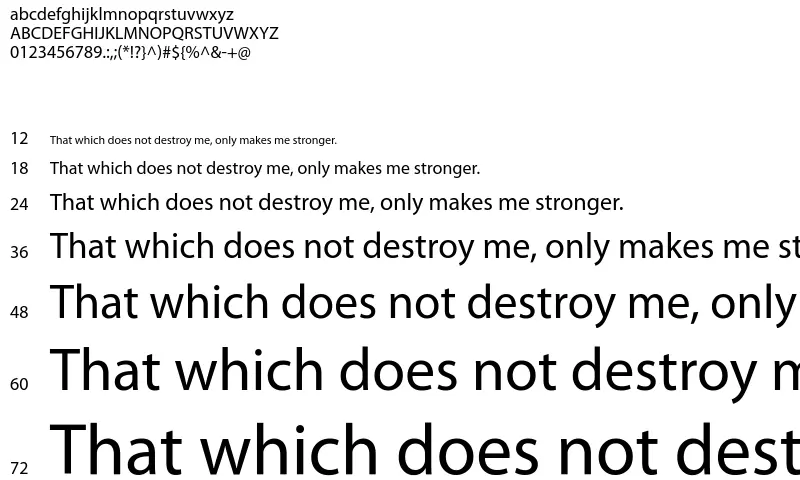 abcdefghijklmnopqrstuvwxyz
ABCDEFGHIJKLMNOPQRSTUVWXYZ
0123456789.:,;(*!?}^)#${%^&-+@
12 That which does not destroy me, only makes me stronger.
18 That which does not destroy me, only makes me stronger.
24 That which does not destroy me, only makes me stronger.
36 That which does not destroy me, only makes me st
48 That which does not destroy me, only
60 That which does not destroy m
72 That which does not dest